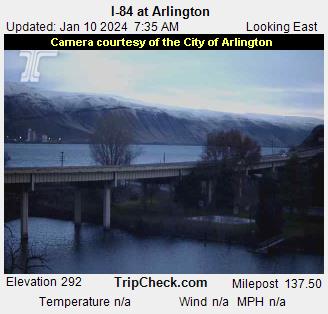 I-84 at Arlington
Updated: Jan 10 2024 7:35 AM Looking East
Camera courtesy of the City of Arlington
Elevation 292 TripCheck.com Milepost 137.50
Temperature n/a Wind n/a MPH n/a